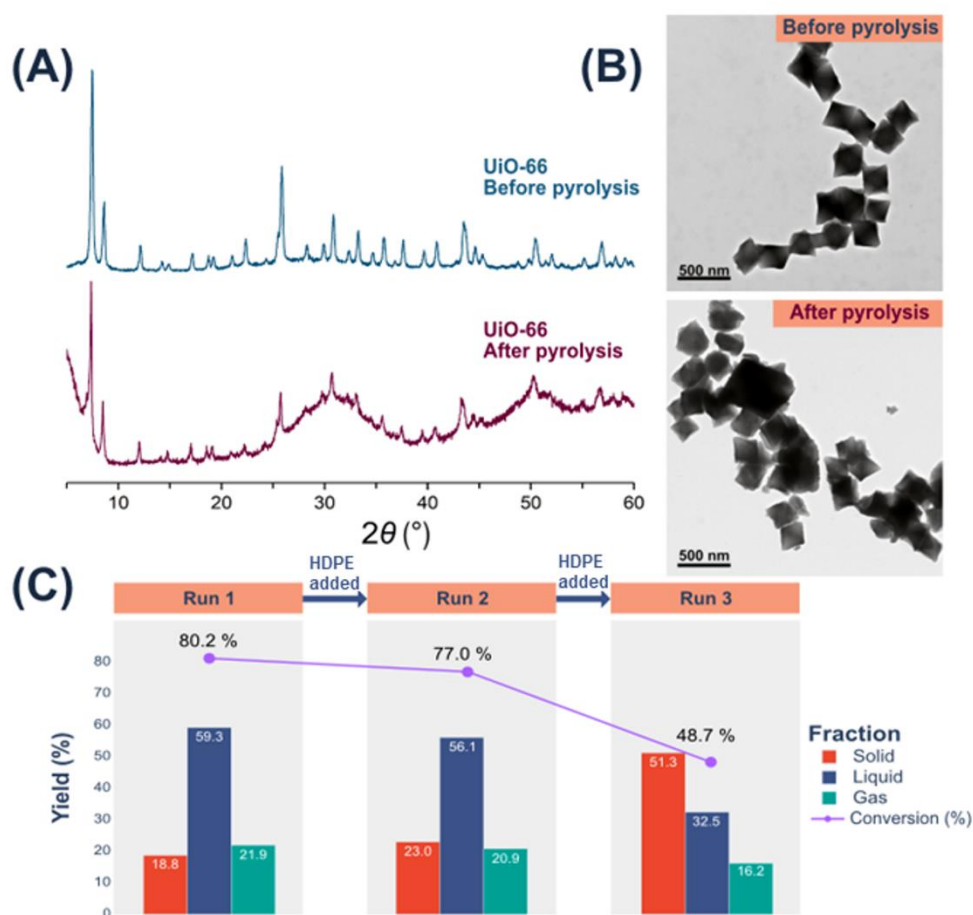 (A)
UiO-66
Before pyrolysis
UiO-66
After pyrolysis
10 20 30 40 50 60
2θ (°)
(B)
Before pyrolysis
500 nm
After pyrolysis
500 nm
(C)
HDPE
added
HDPE
added
Run 1
Run 2
Run 3
80.2 %
77.0 %
48.7 %
Yield (%)
80
70
60
50
40
30
20
10
0
18.8
59.3
21.9
23.0
56.1
20.9
51.3
32.5
16.2
Fraction
Solid
Liquid
Gas
Conversion (%)